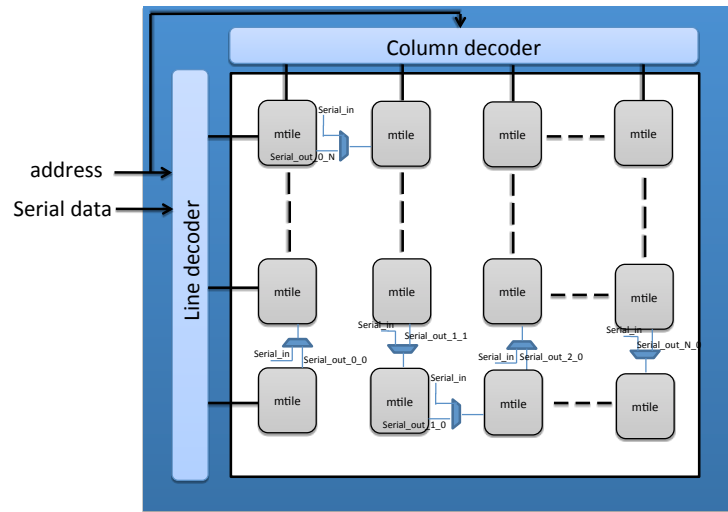 Column decoder
Serial_in
mtile
mtile
mtile
mtile
Serial_out_0_N
address
Serial data
Line decoder
mtile
mtile
mtile
mtile
Serial_in
Serial_out_1_1
Serial_in
Serial_out_0_0
Serial_in
Serial_out_2_0
Serial_out_N_0
Serial_in
mtile
mtile
mtile
mtile
Serial_out_1_0